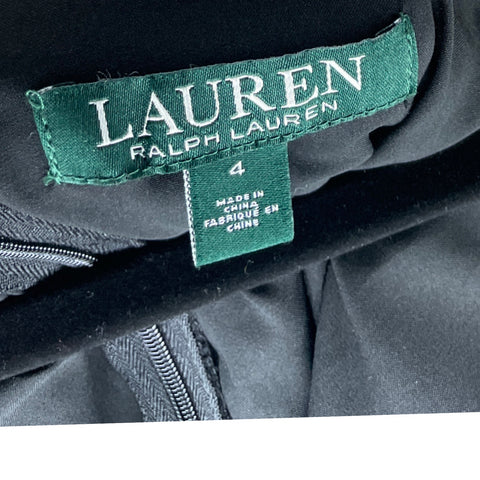 LAUREN
RALPH LAUREN
4
MADE IN
CHINA
FABRIQUÉ EN
CHINE